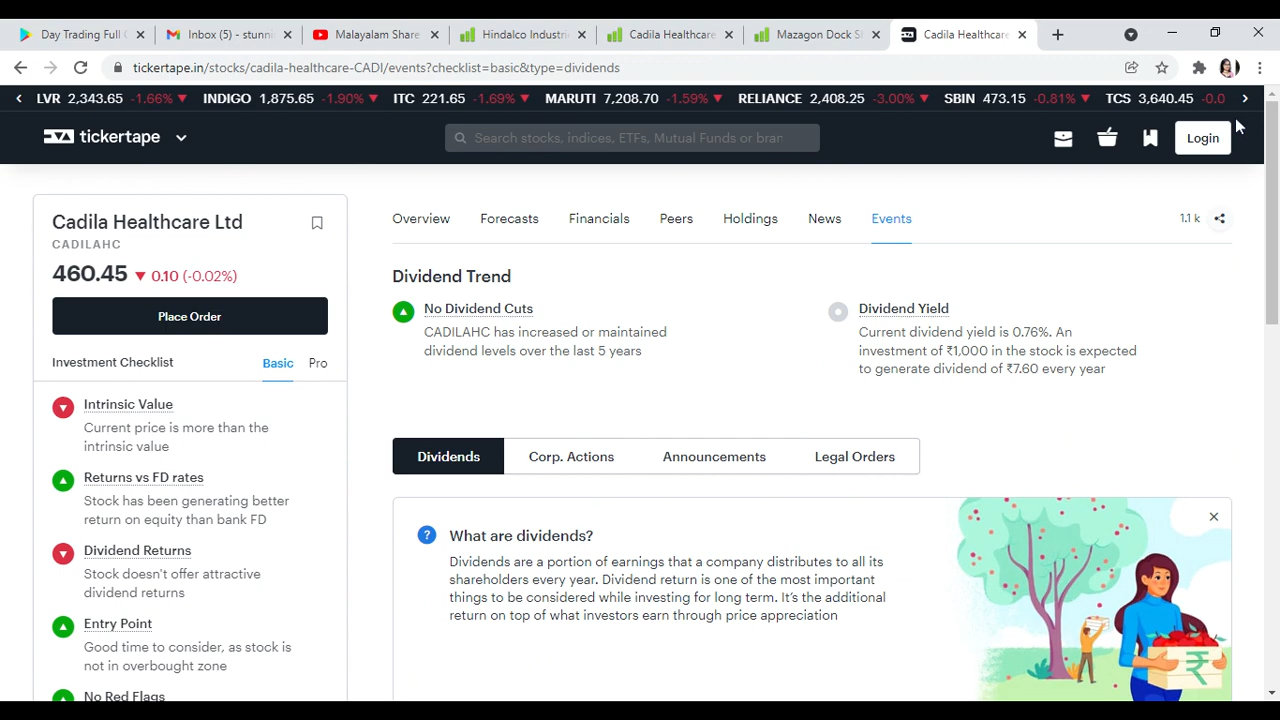 Day Trading Full C
Inbox (5) - stunni
Malayalam Share
Hindalco Industrie
Cadila Healthcare
Mazagon Dock Sh
Cadila Healthcare
tickertape.in/stocks/cadila-healthcare-CADI/events?checklist=basic&type=dividends
LVR 2,343.65 -1.66% INDIGO 1,875.65 -1.90% ITC 221.65 -1.69% MARUTI 7,208.70 -1.59% RELIANCE 2,408.25 -3.00% SBIN 473.15 -0.81% TCS 3,640.45 -0.0
tickertape
Search stocks, indices, ETFs, Mutual Funds or bran
Login
Cadila Healthcare Ltd
CADILAHC
460.45 0.10 (-0.02%)
Place Order
Investment Checklist Basic Pro
Intrinsic Value
Current price is more than the
intrinsic value
Returns vs FD rates
Stock has been generating better
return on equity than bank FD
Dividend Returns
Stock doesn't offer attractive
dividend returns
Entry Point
Good time to consider, as stock is
not in overbought zone
No Red Flags
Overview Forecasts Financials Peers Holdings News Events
1.1 k
Dividend Trend
No Dividend Cuts
CADILAHC has increased or maintained
dividend levels over the last 5 years
Dividend Yield
Current dividend yield is 0.76%. An
investment of ₹1,000 in the stock is expected
to generate dividend of ₹7.60 every year
Dividends Corp. Actions Announcements Legal Orders
? What are dividends?
Dividends are a portion of earnings that a company distributes to all its
shareholders every year. Dividend return is one of the most important
things to be considered while investing for long term. It's the additional
return on top of what investors earn through price appreciation
₹